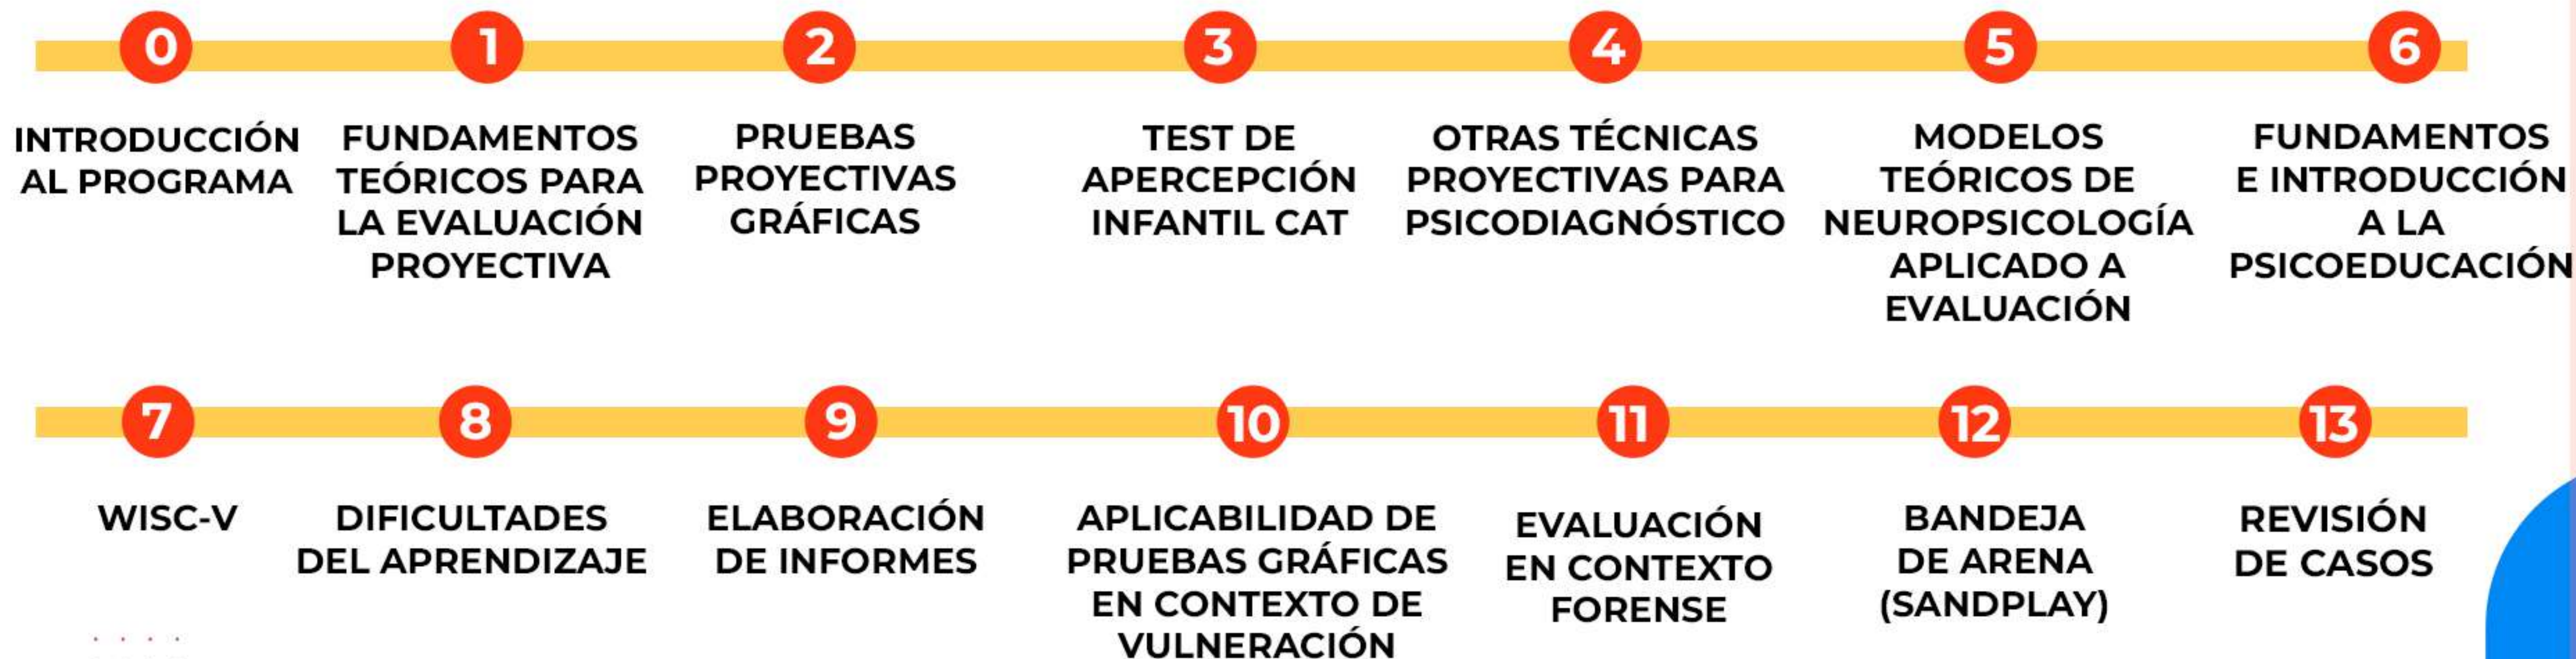 0
INTRODUCCIÓN
AL PROGRAMA
1
FUNDAMENTOS
TEÓRICOS PARA
LA EVALUACIÓN
PROYECTIVA
2
PRUEBAS
PROYECTIVAS
GRÁFICAS
3
TEST DE
APERCEPCIÓN
INFANTIL CAT
4
OTRAS TÉCNICAS
PROYECTIVAS PARA
PSICODIAGNÓSTICO
5
MODELOS
TEÓRICOS DE
NEUROPSICOLOGÍA
APLICADO A
EVALUACIÓN
6
FUNDAMENTOS
E INTRODUCCIÓN
A LA
PSICOEDUCACIÓN
7
WISC-V
8
DIFICULTADES
DEL APRENDIZAJE
9
ELABORACIÓN
DE INFORMES
10
APLICABILIDAD DE
PRUEBAS GRÁFICAS
EN CONTEXTO DE
VULNERACIÓN
11
EVALUACIÓN
EN CONTEXTO
FORENSE
12
BANDEJA
DE ARENA
(SANDPLAY)
13
REVISIÓN
DE CASOS